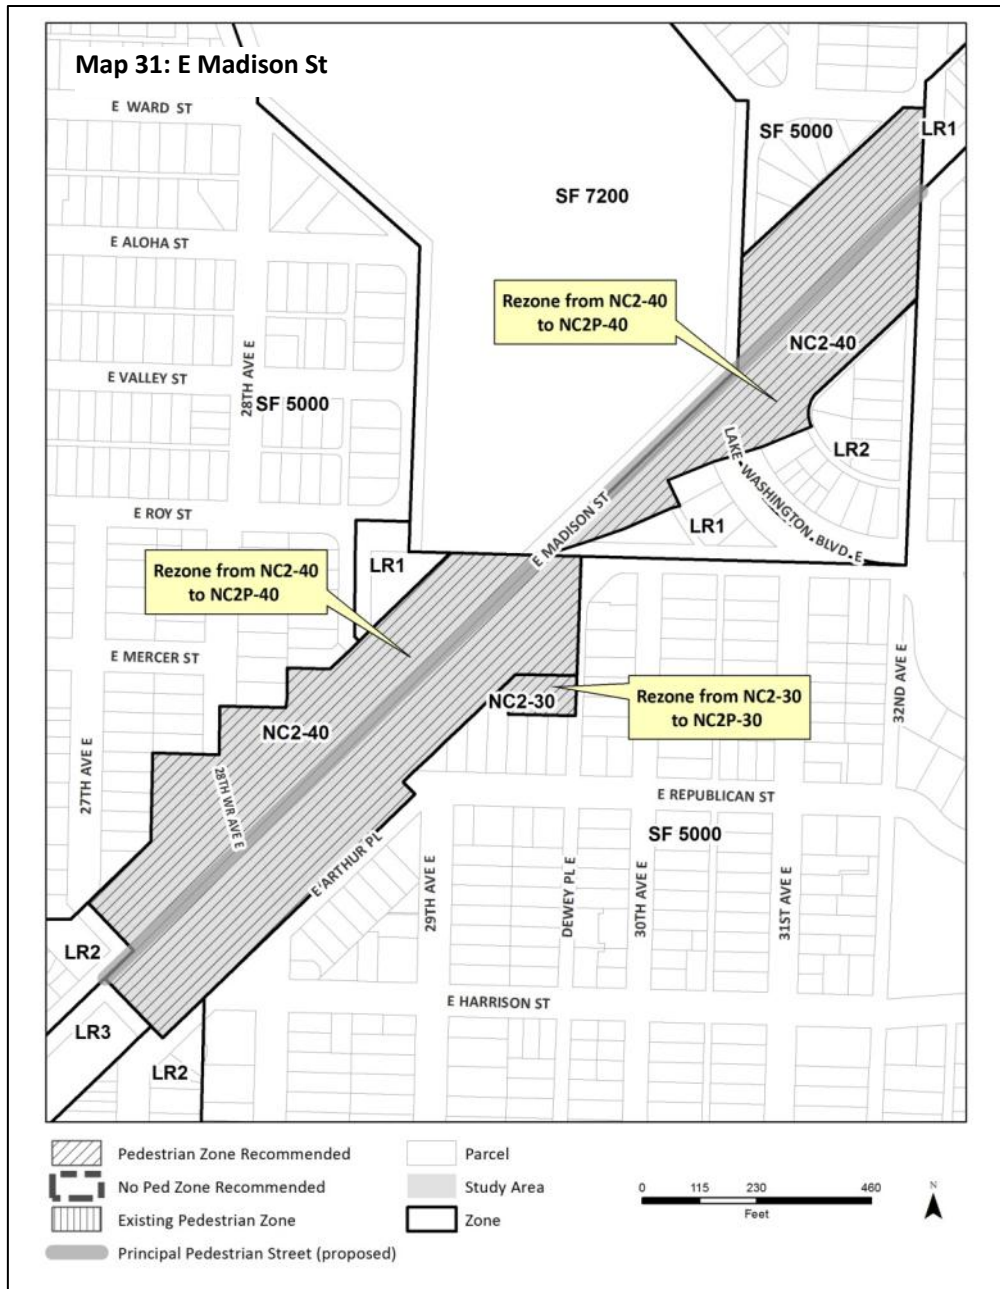 Map 31: E Madison St
E WARD ST
SF 5000
LR1
SF 7200
E ALOHA ST
Rezone from NC2-40
to NC2P-40
NC2-40
E VALLEY ST
28TH AVE E
SF 5000
LAKE WASHINGTON BLVD E
LR2
E ROY ST
E MADISON ST
LR1
LR1
Rezone from NC2-40
to NC2P-40
E MERCER ST
NC2-30
Rezone from NC2-30
to NC2P-30
32ND AVE E
NC2-40
27TH AVE E
28TH WR AVE E
E REPUBLICAN ST
SF 5000
E ARTHUR PL
29TH AVE E
DEWEY PL E
30TH AVE E
31ST AVE E
LR2
E HARRISON ST
LR3
LR2
Pedestrian Zone Recommended
Parcel
No Ped Zone Recommended
Study Area
0 115 230 460
Feet
N
Existing Pedestrian Zone
Zone
Principal Pedestrian Street (proposed)